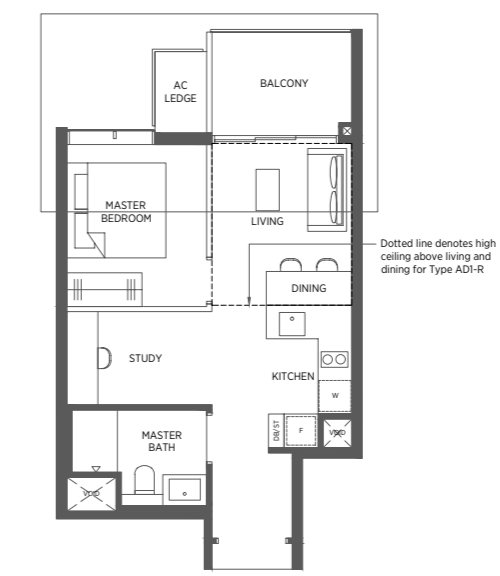 AC
LEDGE
BALCONY
MASTER
BEDROOM
LIVING
Dotted line denotes high
ceiling above living and
dining for Type AD1-R
DINING
STUDY
KITCHEN
W
DB/ST
F
VOID
MASTER
BATH
VOID